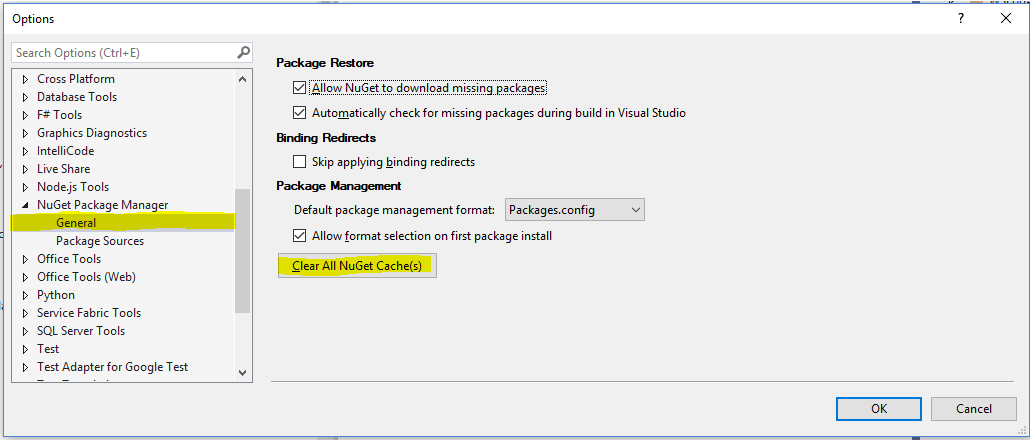 Options
?
Search Options (Ctrl+E)
Cross Platform
Database Tools
F# Tools
Graphics Diagnostics
IntelliCode
Live Share
Node.js Tools
NuGet Package Manager
General
Package Sources
Office Tools
Office Tools (Web)
Python
Service Fabric Tools
SQL Server Tools
Test
Test Adapter for Google Test
Package Restore
Allow NuGet to download missing packages
Automatically check for missing packages during build in Visual Studio
Binding Redirects
Skip applying binding redirects
Package Management
Default package management format: Packages.config
Allow format selection on first package install
Clear All NuGet Cache(s)
OK Cancel